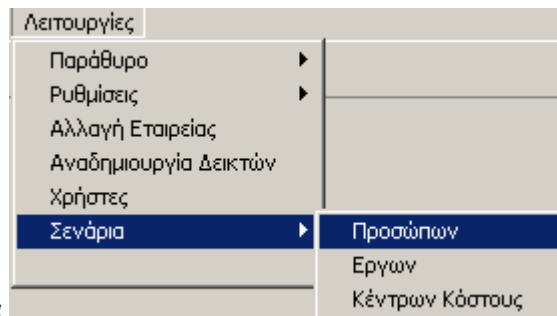 Λειτουργίες
Παράθυρο
Ρυθμίσεις
Αλλαγή Εταιρείας
Αναδημιουργία Δεικτών
Χρήστες
Σενάρια
Προσώπων
Εργων
Κέντρων Κόστους